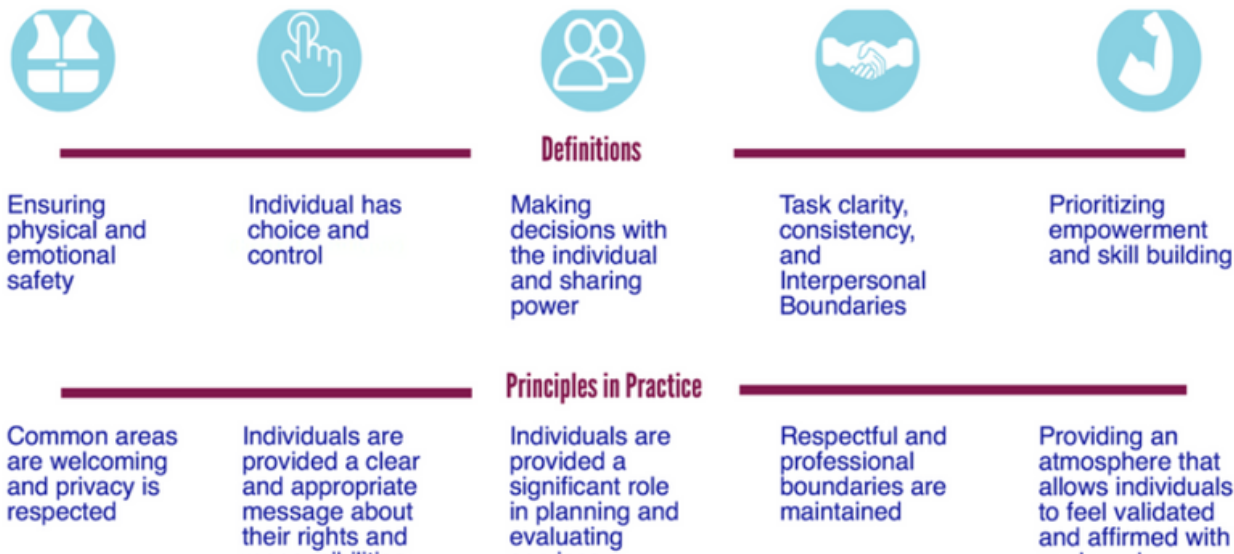 Definitions
Ensuring
physical and
emotional
safety
Individual has
choice and
control
Making
decisions with
the individual
and sharing
power
Task clarity,
consistency,
and
Interpersonal
Boundaries
Prioritizing
empowerment
and skill building
Principles in Practice
Common areas
are welcoming
and privacy is
respected
Individuals are
provided a clear
and appropriate
message about
their rights and
Individuals are
provided a
significant role
in planning and
evaluating
Respectful and
professional
boundaries are
maintained
Providing an
atmosphere that
allows individuals
to feel validated
and affirmed with